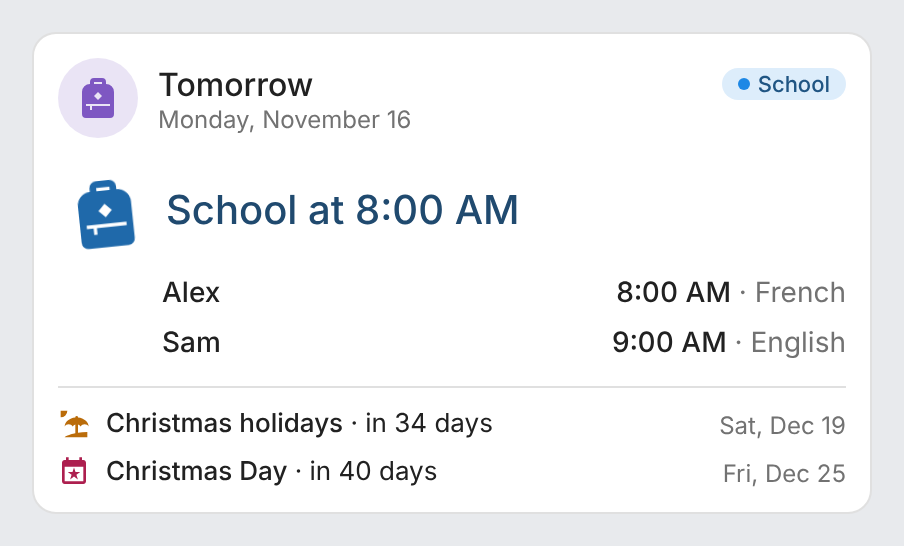 Tomorrow
School
Monday, November 16
School at 8:00 AM
Alex 8:00 AM · French
Sam 9:00 AM · English
Christmas holidays · in 34 days Sat, Dec 19
Christmas Day · in 40 days Fri, Dec 25